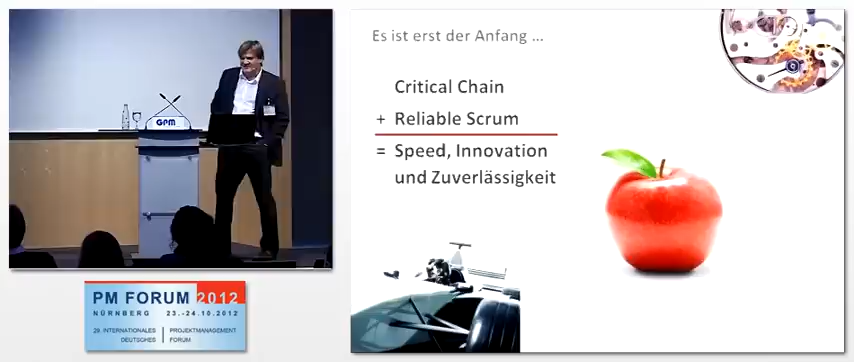 GPM
PM FORUM 2012
NÜRNBERG 23.-24.10.2012
29. INTERNATIONALES
DEUTSCHES
PROJEKTMANAGEMENT
FORUM
Es ist erst der Anfang ...
Critical Chain
+ Reliable Scrum
= Speed, Innovation
und Zuverlässigkeit